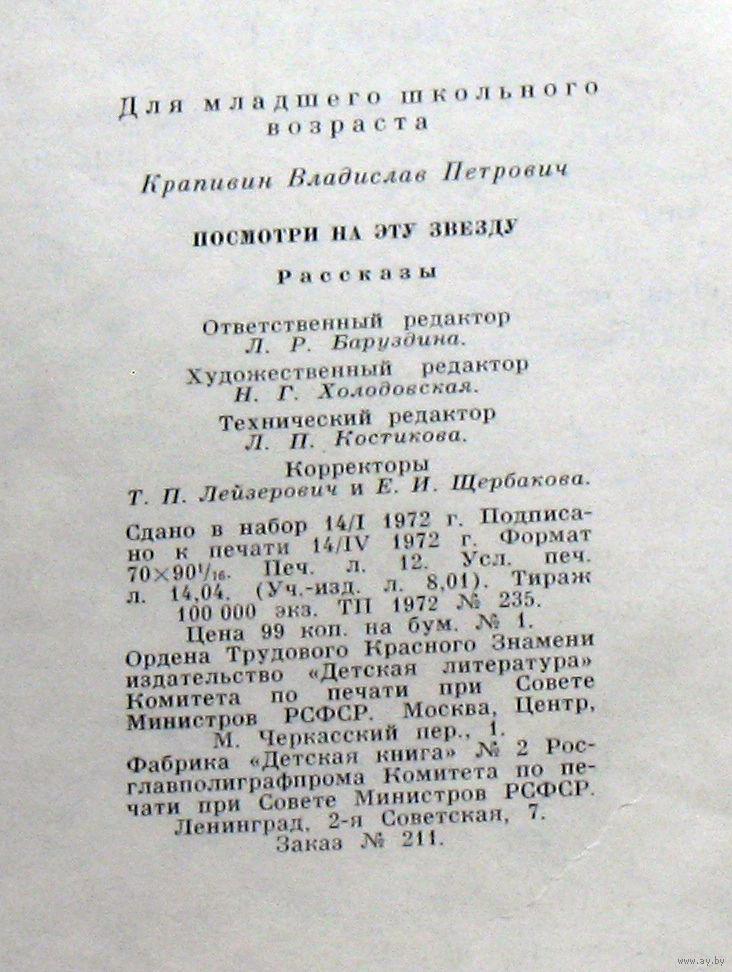 Для младшего школьного
возраста
Крапивин Владислав Петрович
ПОСМОТРИ НА ЭТУ ЗВЕЗДУ
Рассказы
Ответственный редактор
Л. Р. Баруздина.
Художественный редактор
Н. Г. Холодовская.
Технический редактор
Л. П. Костикова.
Корректоры
Т. П. Лейзерович и Е. И. Щербакова.
Сдано в набор 14/I 1972 г. Подписа-
но к печати 14/IV 1972 г. Формат
70×90¹/₁₆. Печ. л. 12. Усл. печ.
л. 14,04. (Уч.-изд. л. 8,01). Тираж
100 000 экз. ТП 1972 № 235.
Цена 99 коп. на бум. № 1.
Ордена Трудового Красного Знамени
издательство «Детская литература»
Комитета по печати при Совете
Министров РСФСР. Москва, Центр,
М. Черкасский пер., 1.
Фабрика «Детская книга» № 2 Рос-
главполиграфпрома Комитета по пе-
чати при Совете Министров РСФСР.
Ленинград, 2-я Советская, 7.
Заказ № 211.
www.ay.by